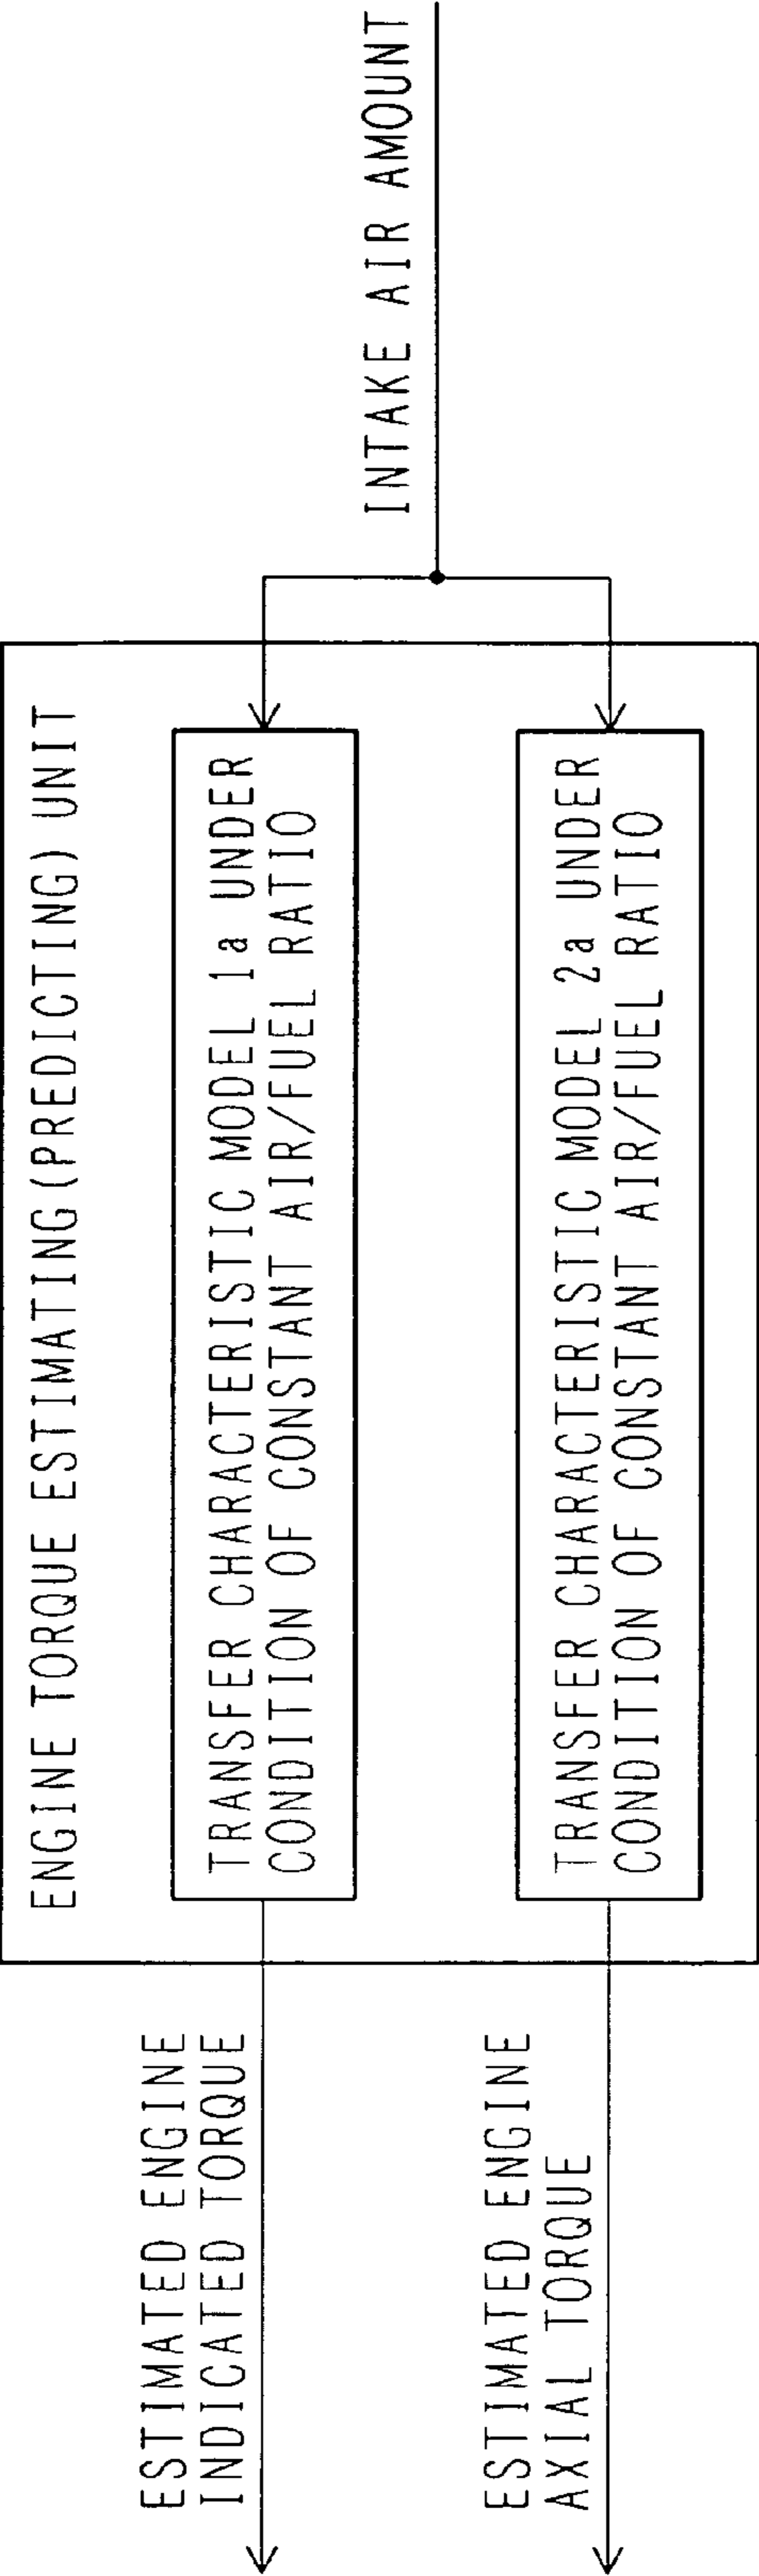 ENGINE TORQUE ESTIMATING(PREDICTING) UNIT
ESTIMATED ENGINE
INDICATED TORQUE
TRANSFER CHARACTERISTIC MODEL 1a UNDER
CONDITION OF CONSTANT AIR/FUEL RATIO
INTAKE AIR AMOUNT
ESTIMATED ENGINE
AXIAL TORQUE
TRANSFER CHARACTERISTIC MODEL 2a UNDER
CONDITION OF CONSTANT AIR/FUEL RATIO